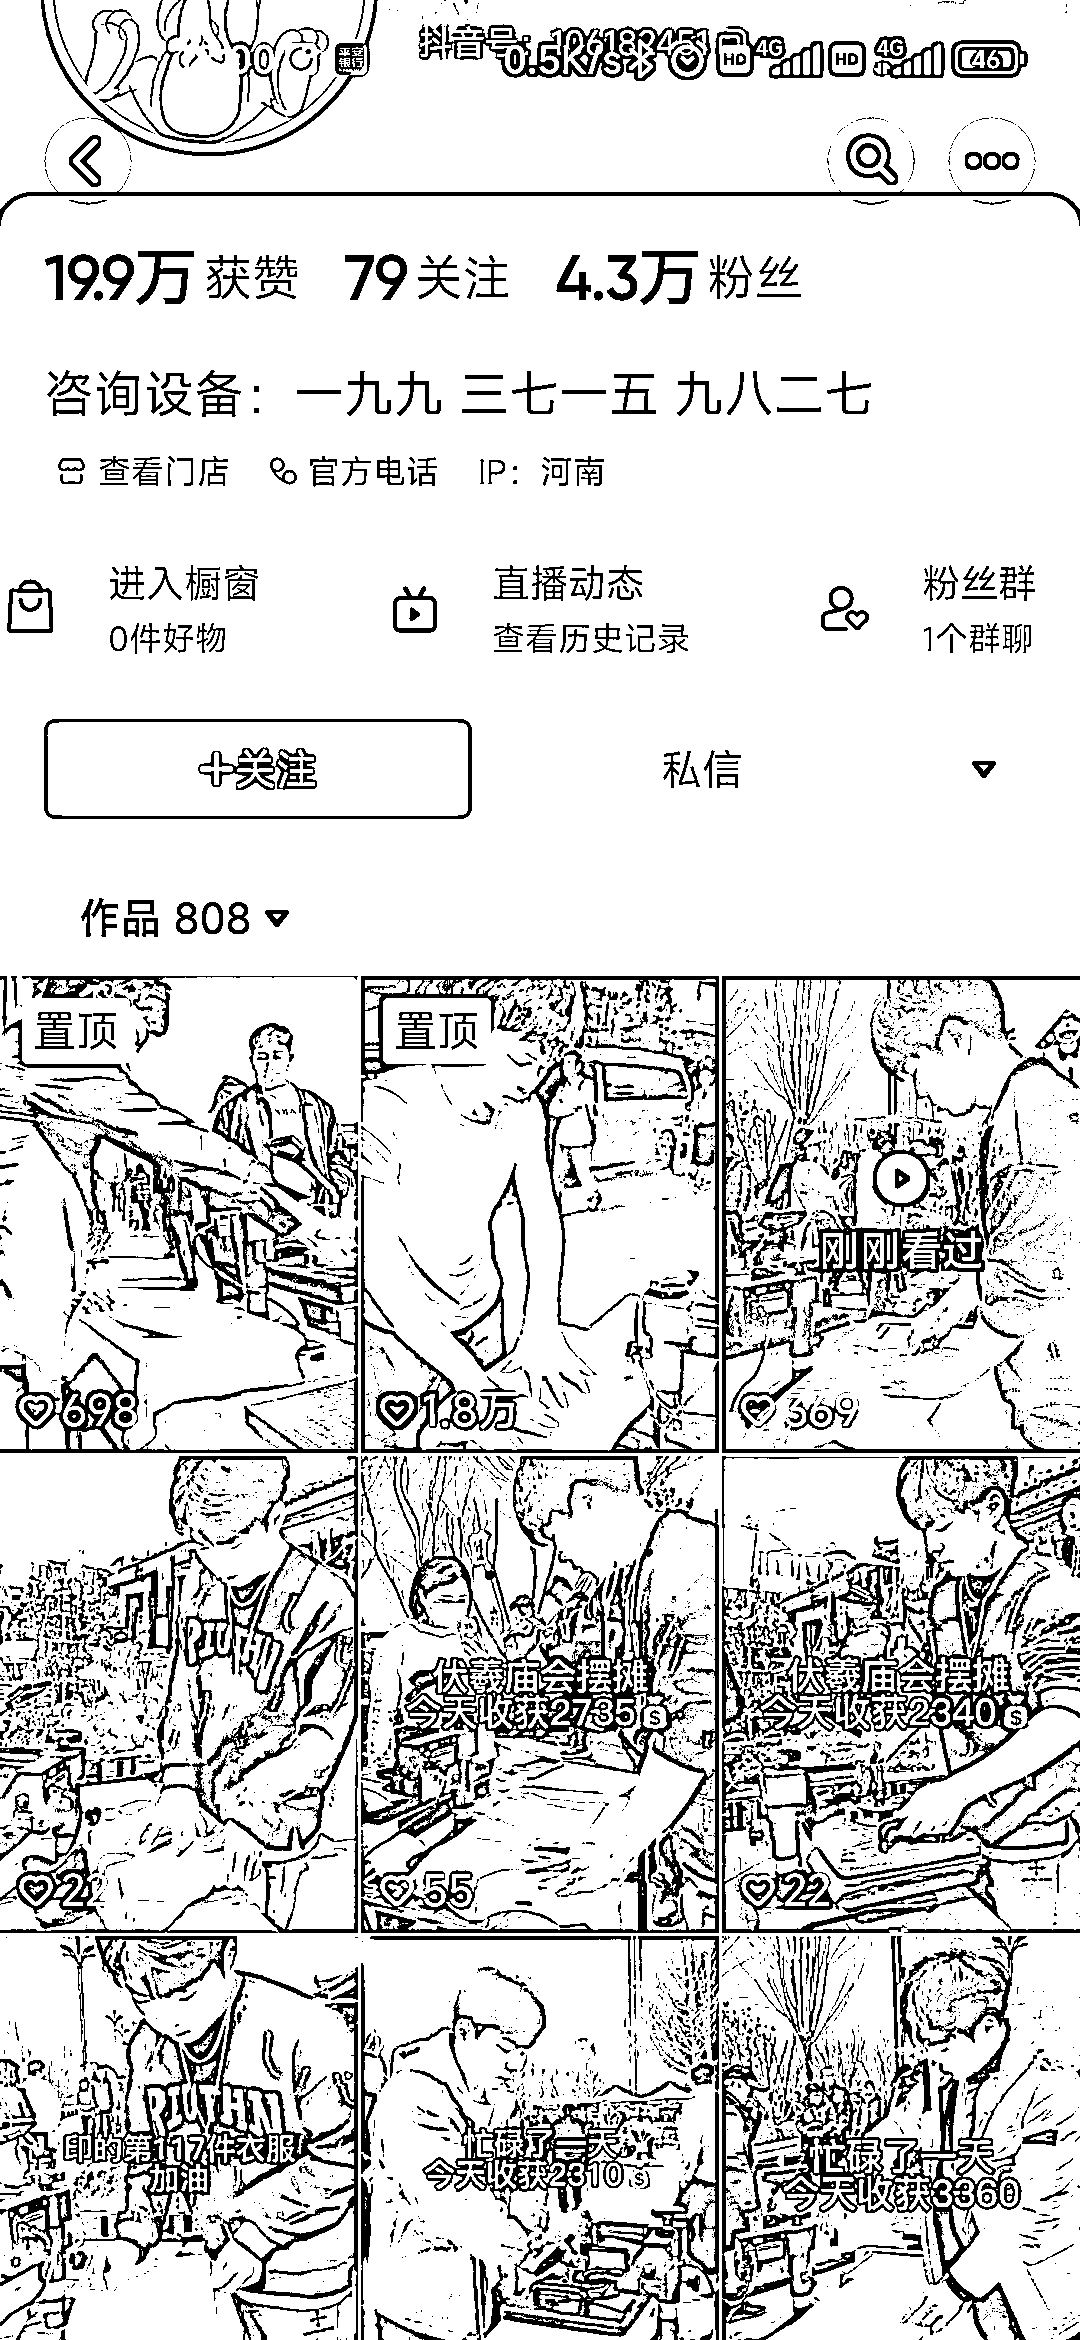 抖音号：106182451
0.5K/s HD 4G HD 4G 46
19.9万 获赞 79 关注 4.3万 粉丝
咨询设备：一九九 三七一五 九八二七
查看门店 官方电话 IP：河南
进入橱窗 直播动态 粉丝群
0件好物 查看历史记录 1个群聊
+关注 私信
作品 808
置顶 置顶
刚刚看过
698 1.8万 369
伏羲庙会摆摊 伏羲庙会摆摊
今天收获2735 今天收获2340
22 55 22
印的第117件衣服 忙碌了一天 忙碌了一天
加油 今天收获2310 今天收获3360